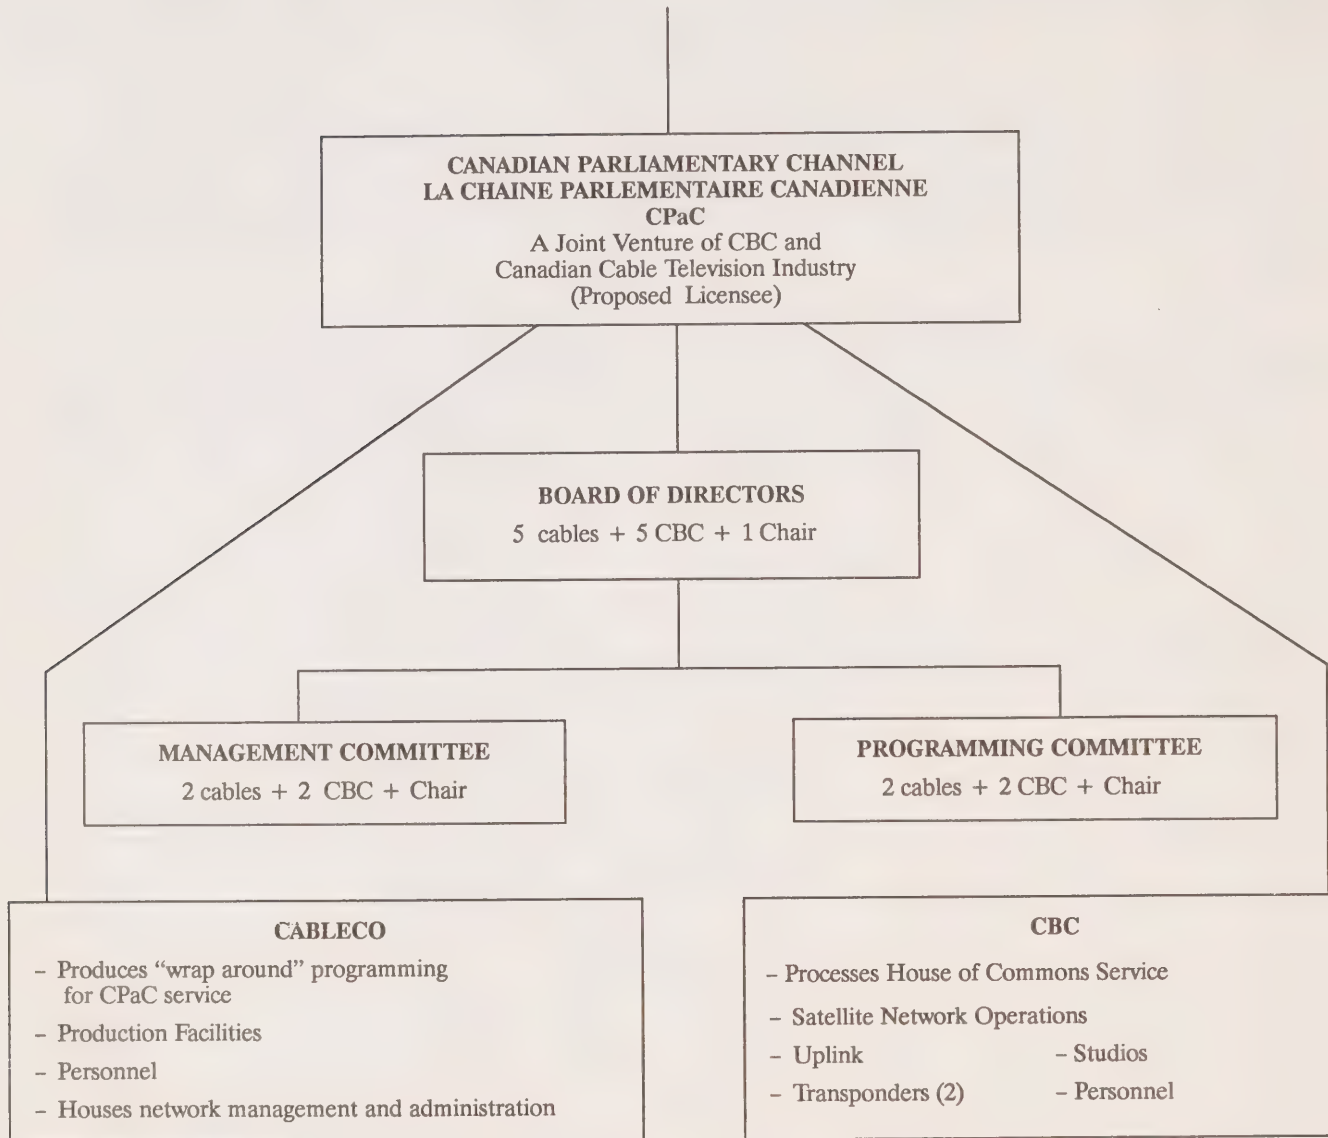 CANADIAN PARLIAMENTARY CHANNEL
LA CHAINE PARLEMENTAIRE CANADIENNE
CPaC
A Joint Venture of CBC and
Canadian Cable Television Industry
(Proposed Licensee)
BOARD OF DIRECTORS
5 cables + 5 CBC + 1 Chair
MANAGEMENT COMMITTEE
2 cables + 2 CBC + Chair
PROGRAMMING COMMITTEE
2 cables + 2 CBC + Chair
CABLECO
– Produces “wrap around” programming
for CPaC service
– Production Facilities
– Personnel
– Houses network management and administration
CBC
– Processes House of Commons Service
– Satellite Network Operations
– Uplink – Studios
– Transponders (2) – Personnel